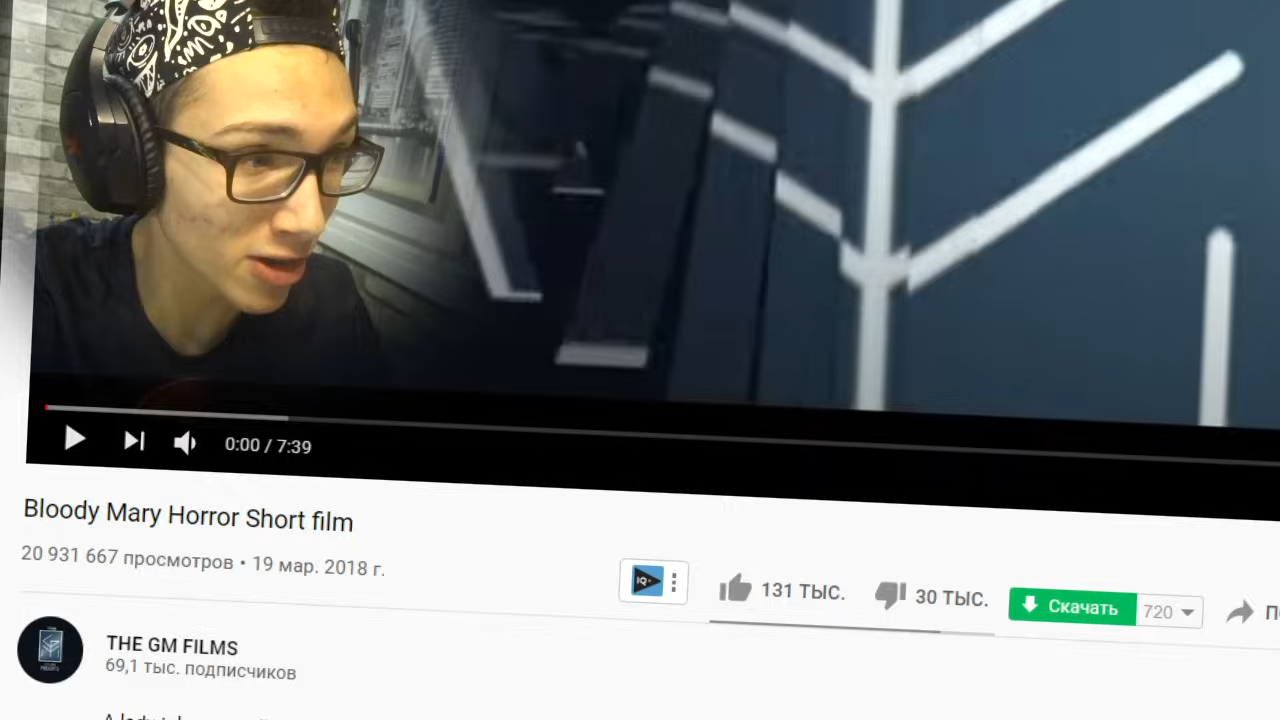 0:00 / 7:39
Bloody Mary Horror Short film
20 931 667 просмотров • 19 мар. 2018 г.
IQ
131 ТЫС.
30 ТЫС.
Скачать
720
THE GM FILMS
69,1 тыс. подписчиков